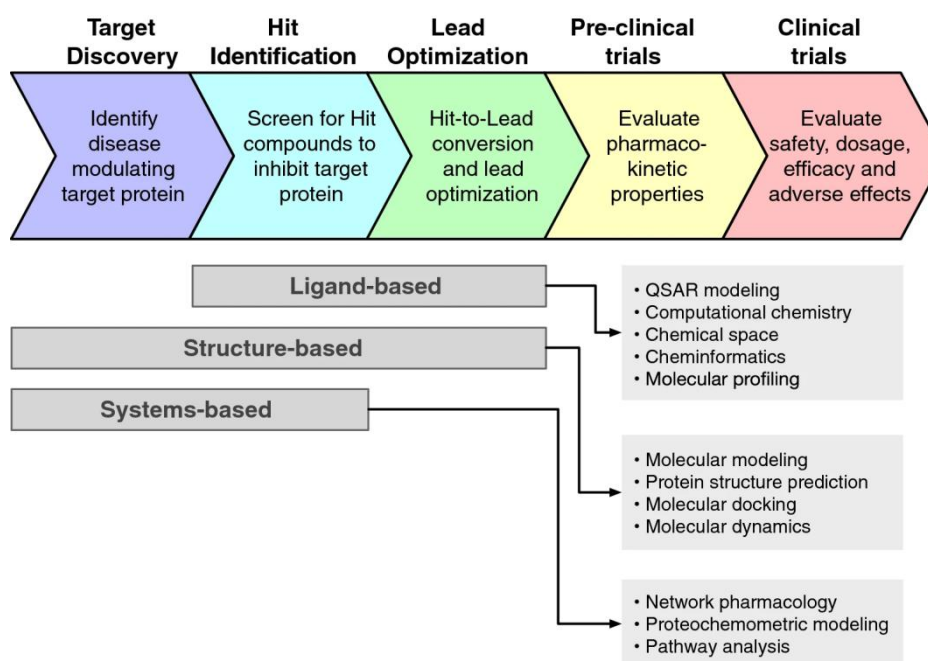 Target
Discovery
Hit
Identification
Lead
Optimization
Pre-clinical
trials
Clinical
trials
Identify
disease
modulating
target protein
Screen for Hit
compounds to
inhibit target
protein
Hit-to-Lead
conversion
and lead
optimization
Evaluate
pharmaco-
kinetic
properties
Evaluate
safety, dosage,
efficacy and
adverse effects
Ligand-based
Structure-based
Systems-based
• QSAR modeling
• Computational chemistry
• Chemical space
• Cheminformatics
• Molecular profiling
• Molecular modeling
• Protein structure prediction
• Molecular docking
• Molecular dynamics
• Network pharmacology
• Proteochemometric modeling
• Pathway analysis